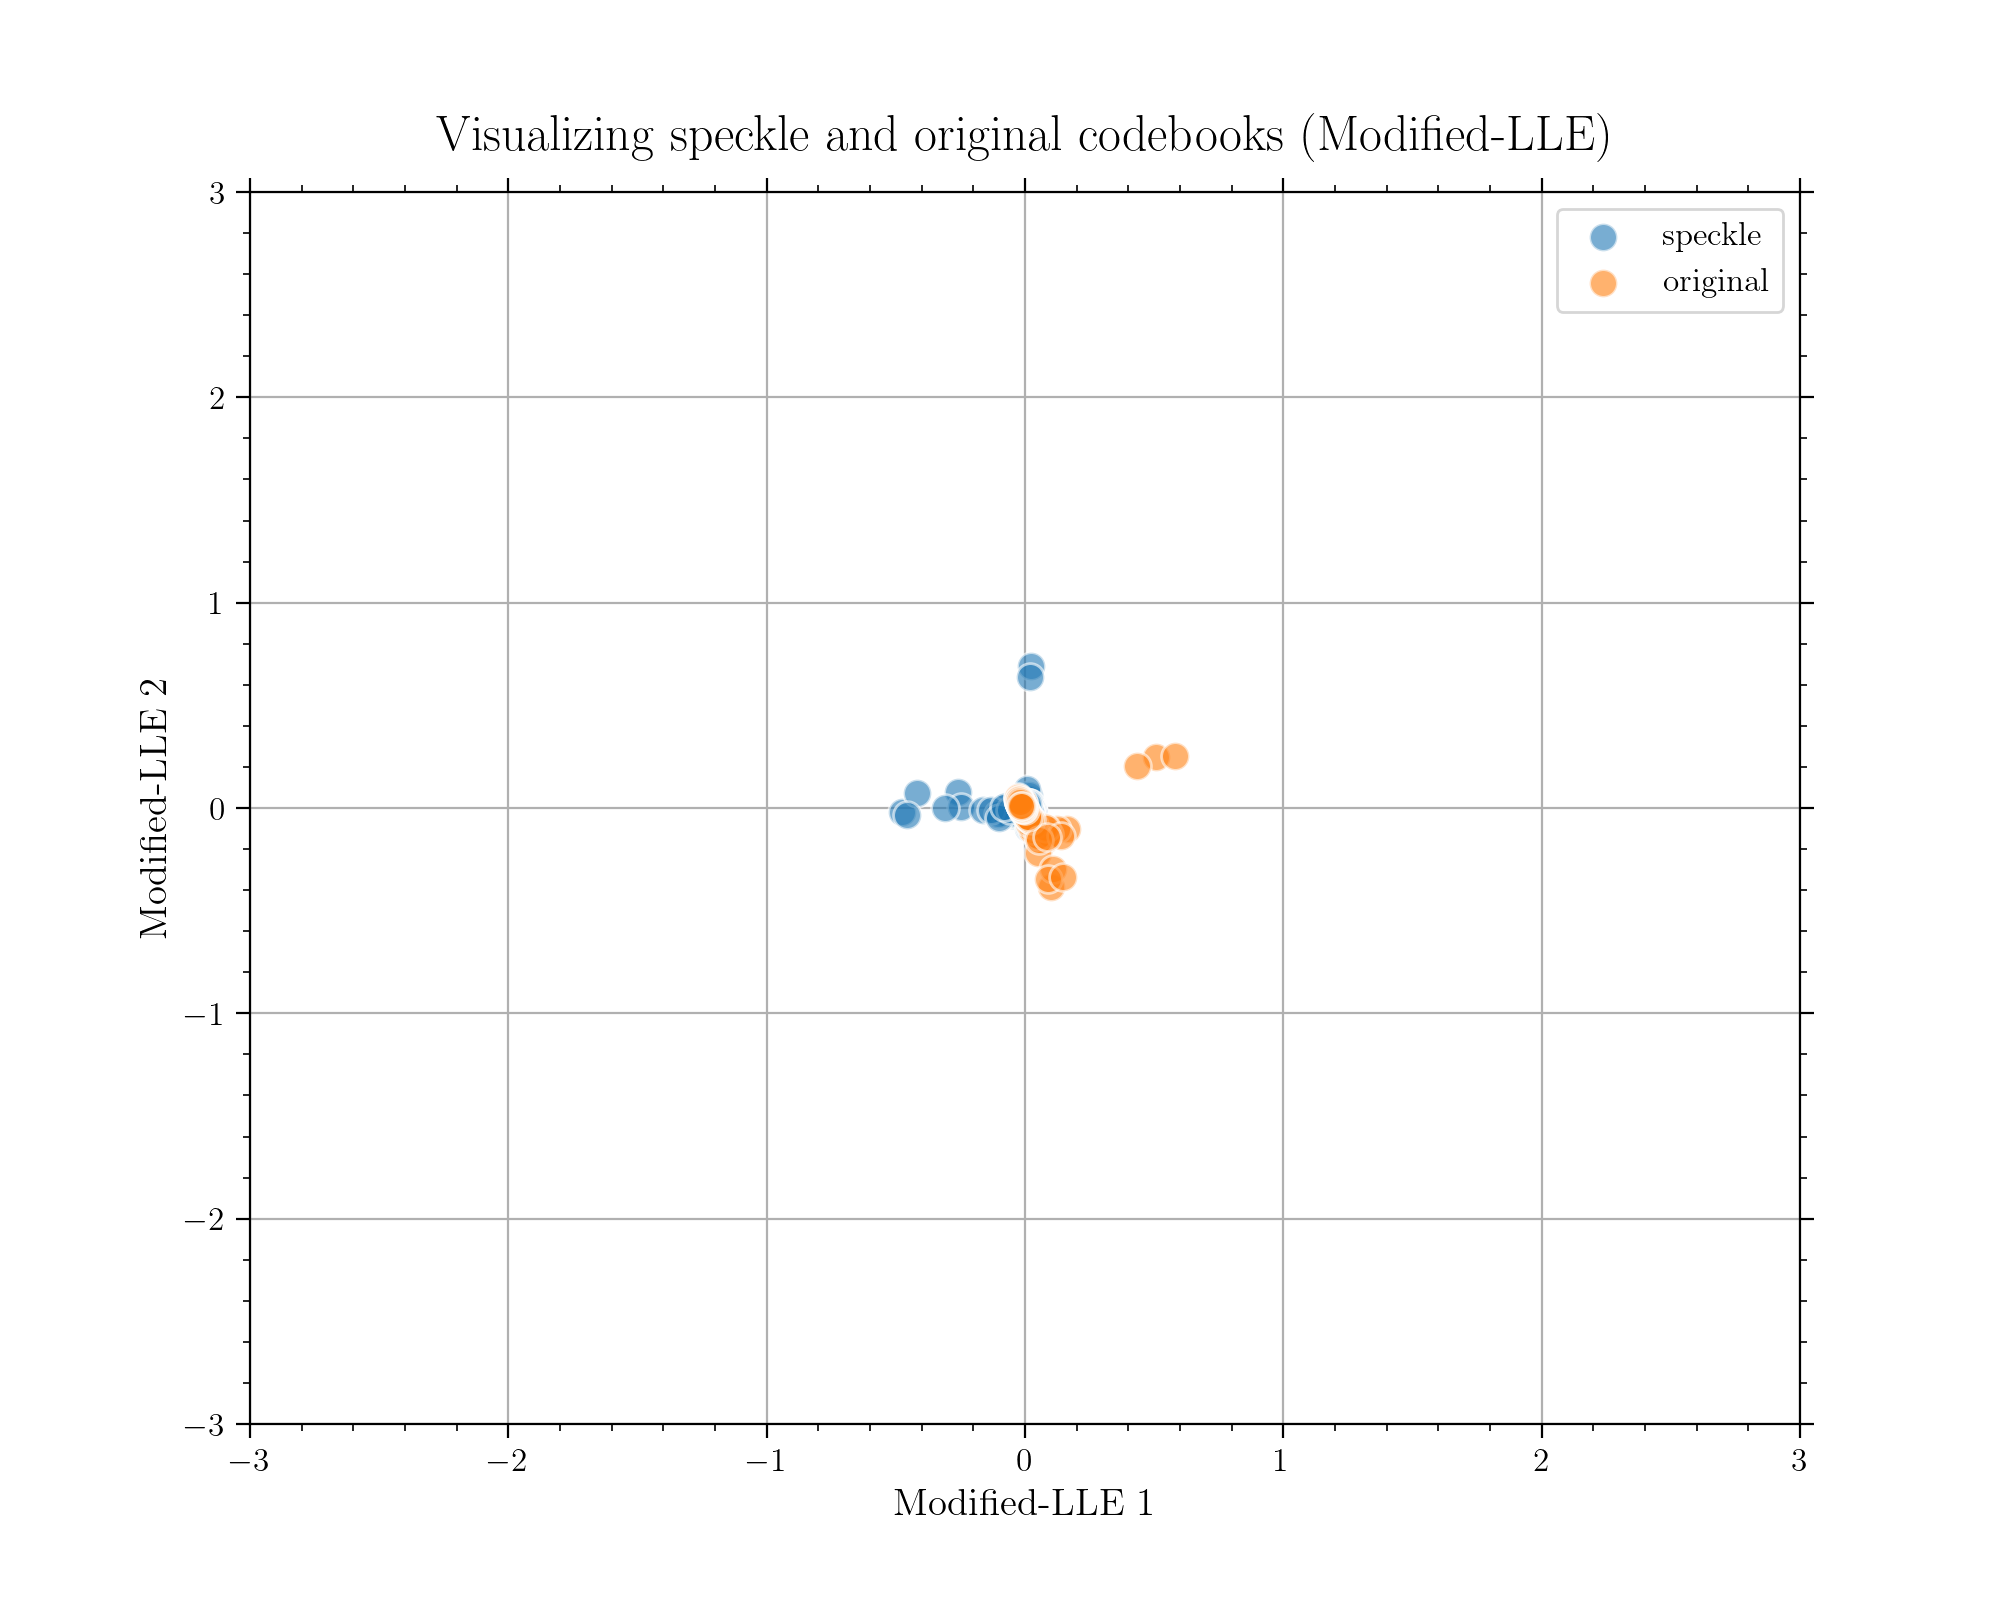 Visualizing speckle and original codebooks (Modified-LLE)
speckle
original
3
2
1
0
−1
−2
−3
Modified-LLE 2
−3 −2 −1 0 1 2 3
Modified-LLE 1